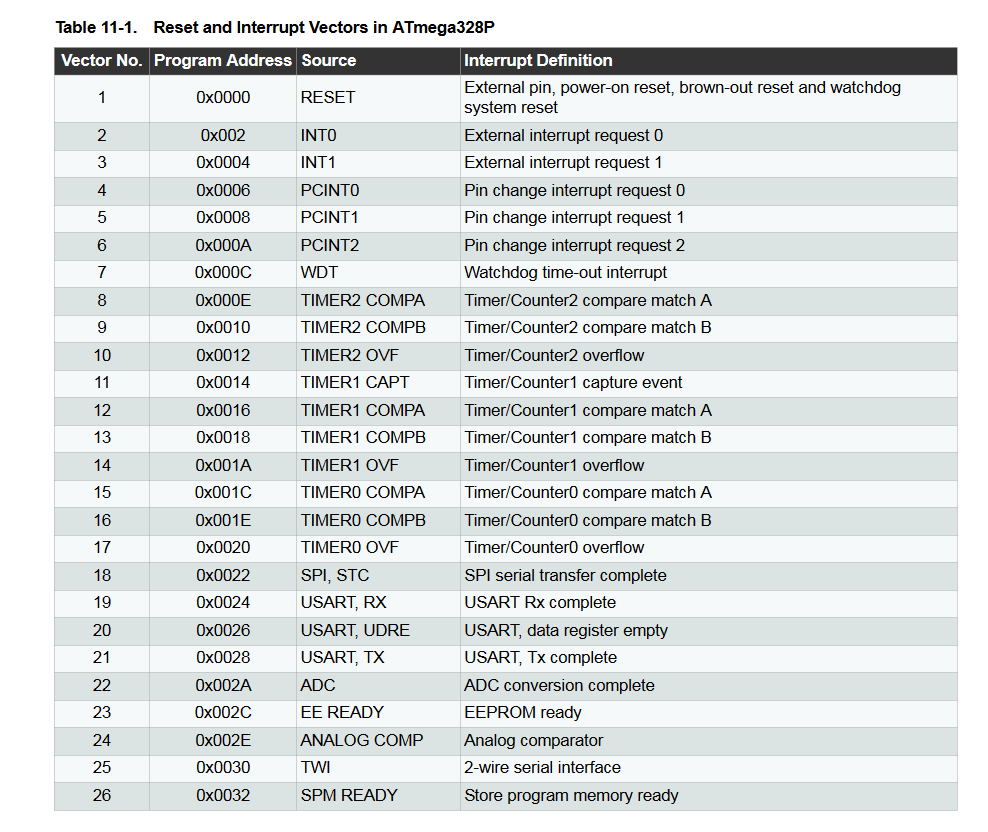 Table 11-1. Reset and Interrupt Vectors in ATmega328P
Vector No. Program Address Source Interrupt Definition
1 0x0000 RESET External pin, power-on reset, brown-out reset and watchdog
system reset
2 0x002 INT0 External interrupt request 0
3 0x0004 INT1 External interrupt request 1
4 0x0006 PCINT0 Pin change interrupt request 0
5 0x0008 PCINT1 Pin change interrupt request 1
6 0x000A PCINT2 Pin change interrupt request 2
7 0x000C WDT Watchdog time-out interrupt
8 0x000E TIMER2 COMPA Timer/Counter2 compare match A
9 0x0010 TIMER2 COMPB Timer/Counter2 compare match B
10 0x0012 TIMER2 OVF Timer/Counter2 overflow
11 0x0014 TIMER1 CAPT Timer/Counter1 capture event
12 0x0016 TIMER1 COMPA Timer/Counter1 compare match A
13 0x0018 TIMER1 COMPB Timer/Counter1 compare match B
14 0x001A TIMER1 OVF Timer/Counter1 overflow
15 0x001C TIMER0 COMPA Timer/Counter0 compare match A
16 0x001E TIMER0 COMPB Timer/Counter0 compare match B
17 0x0020 TIMER0 OVF Timer/Counter0 overflow
18 0x0022 SPI, STC SPI serial transfer complete
19 0x0024 USART, RX USART Rx complete
20 0x0026 USART, UDRE USART, data register empty
21 0x0028 USART, TX USART, Tx complete
22 0x002A ADC ADC conversion complete
23 0x002C EE READY EEPROM ready
24 0x002E ANALOG COMP Analog comparator
25 0x0030 TWI 2-wire serial interface
26 0x0032 SPM READY Store program memory ready